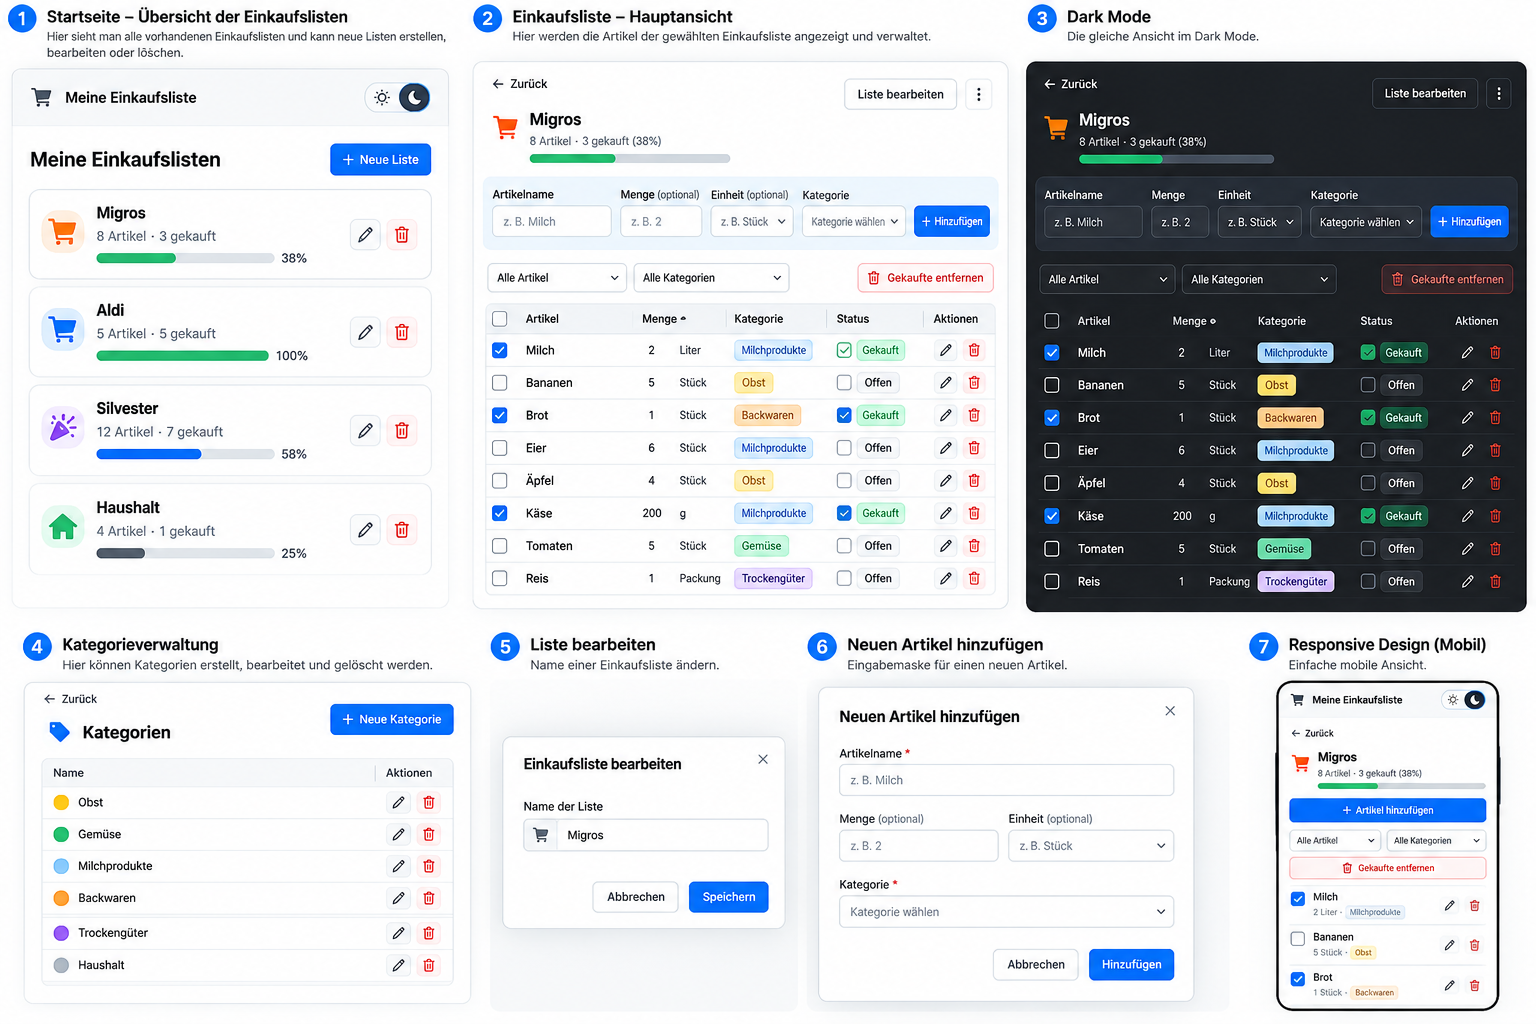 1 Startseite – Übersicht der Einkaufslisten
Hier sieht man alle vorhandenen Einkaufslisten und kann neue Listen erstellen,
bearbeiten oder löschen.
Meine Einkaufsliste
Meine Einkaufslisten
+ Neue Liste
Migros
8 Artikel · 3 gekauft
38%
Aldi
5 Artikel · 5 gekauft
100%
Silvester
12 Artikel · 7 gekauft
58%
Haushalt
4 Artikel · 1 gekauft
25%
2 Einkaufsliste – Hauptansicht
Hier werden die Artikel der gewählten Einkaufsliste angezeigt und verwaltet.
← Zurück
Liste bearbeiten
Migros
8 Artikel · 3 gekauft (38%)
Artikelname Menge (optional) Einheit (optional) Kategorie
z. B. Milch z. B. 2 z. B. Stück Kategorie wählen + Hinzufügen
Alle Artikel Alle Kategorien Gekaufte entfernen
Artikel Menge Kategorie Status Aktionen
Milch 2 Liter Milchprodukte Gekauft
Bananen 5 Stück Obst Offen
Brot 1 Stück Backwaren Gekauft
Eier 6 Stück Milchprodukte Offen
Äpfel 4 Stück Obst Offen
Käse 200 g Milchprodukte Gekauft
Tomaten 5 Stück Gemüse Offen
Reis 1 Packung Trockengüter Offen
3 Dark Mode
Die gleiche Ansicht im Dark Mode.
← Zurück
Liste bearbeiten
Migros
8 Artikel · 3 gekauft (38%)
Artikelname Menge Einheit Kategorie
z. B. Milch z. B. 2 z. B. Stück Kategorie wählen + Hinzufügen
Alle Artikel Alle Kategorien Gekaufte entfernen
Artikel Menge Kategorie Status Aktionen
Milch 2 Liter Milchprodukte Gekauft
Bananen 5 Stück Obst Offen
Brot 1 Stück Backwaren Gekauft
Eier 6 Stück Milchprodukte Offen
Äpfel 4 Stück Obst Offen
Käse 200 g Milchprodukte Gekauft
Tomaten 5 Stück Gemüse Offen
Reis 1 Packung Trockengüter Offen
4 Kategorieverwaltung
Hier können Kategorien erstellt, bearbeitet und gelöscht werden.
← Zurück
Kategorien
+ Neue Kategorie
Name Aktionen
Obst
Gemüse
Milchprodukte
Backwaren
Trockengüter
Haushalt
5 Liste bearbeiten
Name einer Einkaufsliste ändern.
Einkaufsliste bearbeiten
Name der Liste
Migros
Abbrechen Speichern
6 Neuen Artikel hinzufügen
Eingabemaske für einen neuen Artikel.
Neuen Artikel hinzufügen
Artikelname *
z. B. Milch
Menge (optional) Einheit (optional)
z. B. 2 z. B. Stück
Kategorie *
Kategorie wählen
Abbrechen Hinzufügen
7 Responsive Design (Mobil)
Einfache mobile Ansicht.
Meine Einkaufsliste
← Zurück
Migros
8 Artikel · 3 gekauft (38%)
+ Artikel hinzufügen
Alle Artikel Alle Kategorien
Gekaufte entfernen
Milch
2 Liter · Milchprodukte
Bananen
5 Stück · Obst
Brot
1 Stück · Backwaren